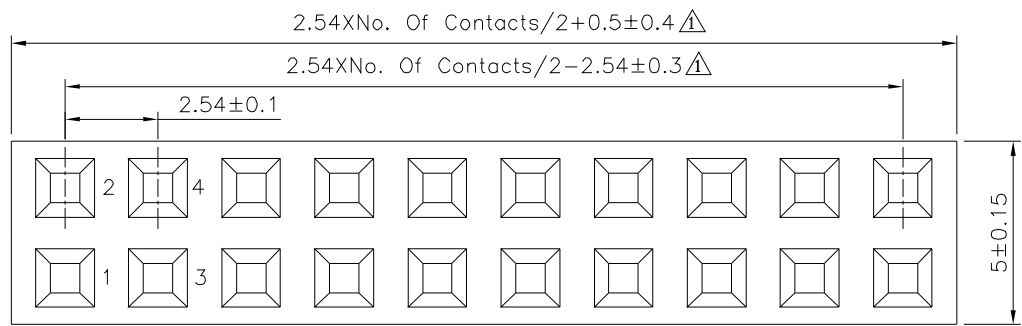 2.54XNo. Of Contacts/2+0.5±0.4 1
2.54XNo. Of Contacts/2-2.54±0.3 1
2.54±0.1
2 4
1 3
5±0.15